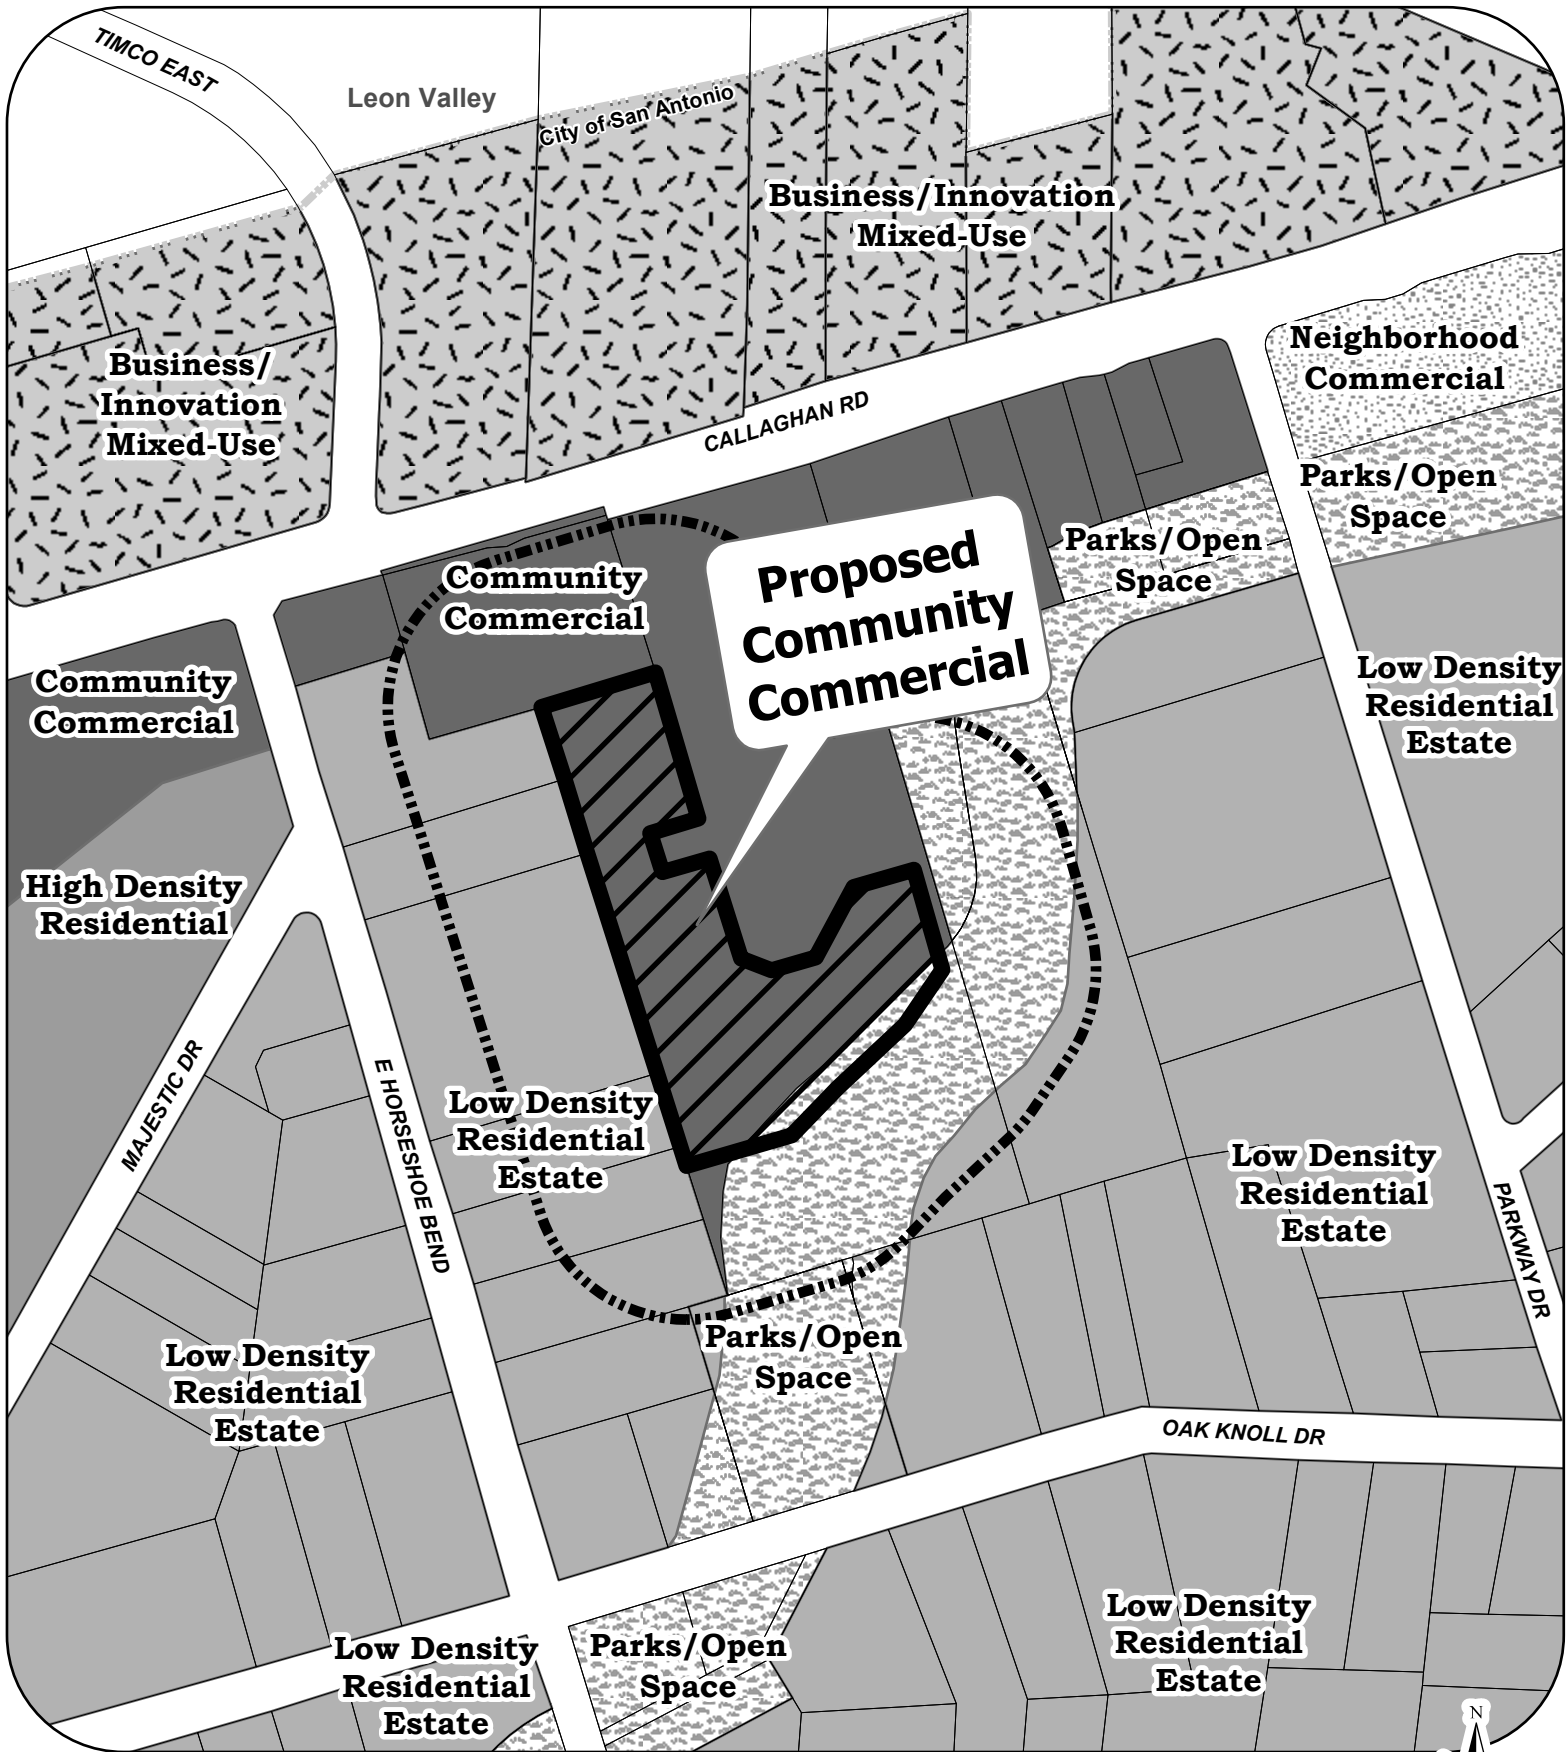 TIMCO EAST
Leon Valley
City of San Antonio
Business/Innovation
Mixed-Use
Business/
Innovation
Mixed-Use
Neighborhood
Commercial
CALLAGHAN RD
Parks/Open
Space
Parks/Open
Space
Proposed
Community
Commercial
Community
Commercial
Community
Commercial
Low Density
Residential
Estate
High Density
Residential
MAJESTIC DR
E HORSESHOE BEND
Low Density
Residential
Estate
Low Density
Residential
Estate
PARKWAY DR
Low Density
Residential
Estate
Parks/Open
Space
OAK KNOLL DR
Low Density
Residential
Estate
Parks/Open
Space
Low Density
Residential
Estate
N